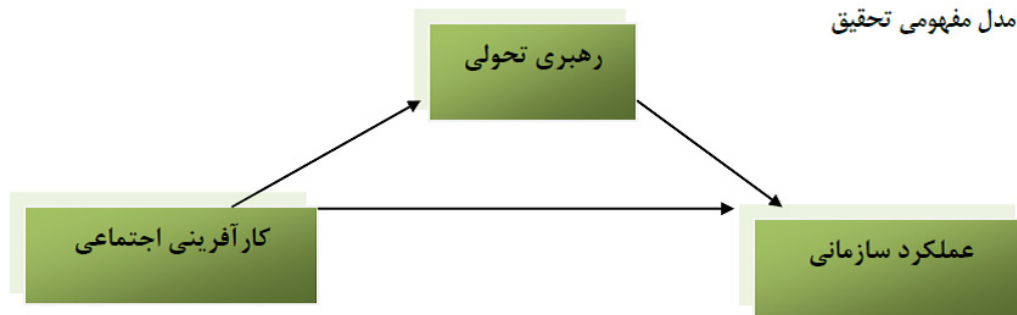 مدل مفهومی تحقیق
رهبری تحولی
کارآفرینی اجتماعی
عملکرد سازمانی